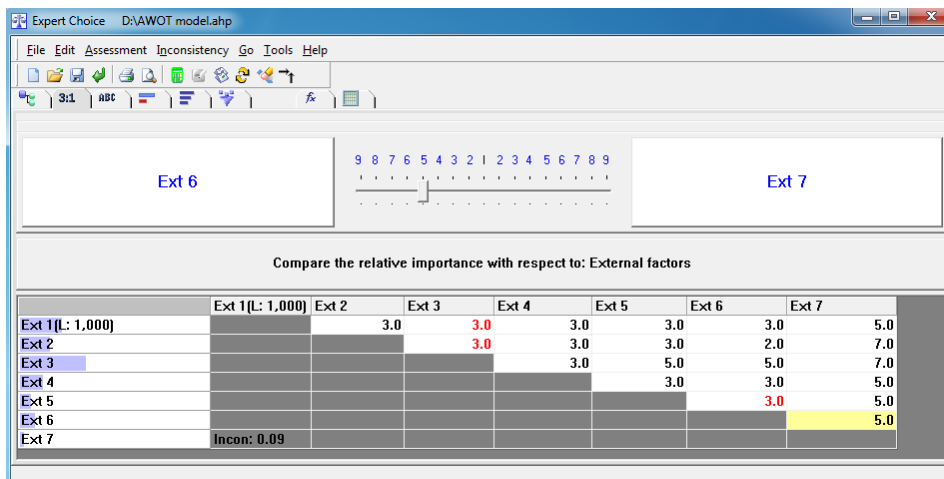 Expert Choice D:\AWOT model.ahp
File Edit Assessment Inconsistency Go Tools Help
3:1 ABC fx
9 8 7 6 5 4 3 2 1 2 3 4 5 6 7 8 9
Ext 6 Ext 7
Compare the relative importance with respect to: External factors
Ext 1(L: 1,000) Ext 2 Ext 3 Ext 4 Ext 5 Ext 6 Ext 7
Ext 1(L: 1,000) 3.0 3.0 3.0 3.0 3.0 5.0
Ext 2 3.0 3.0 3.0 2.0 7.0
Ext 3 3.0 5.0 5.0 7.0
Ext 4 3.0 3.0 5.0
Ext 5 3.0 5.0
Ext 6 5.0
Ext 7 Incon: 0.09